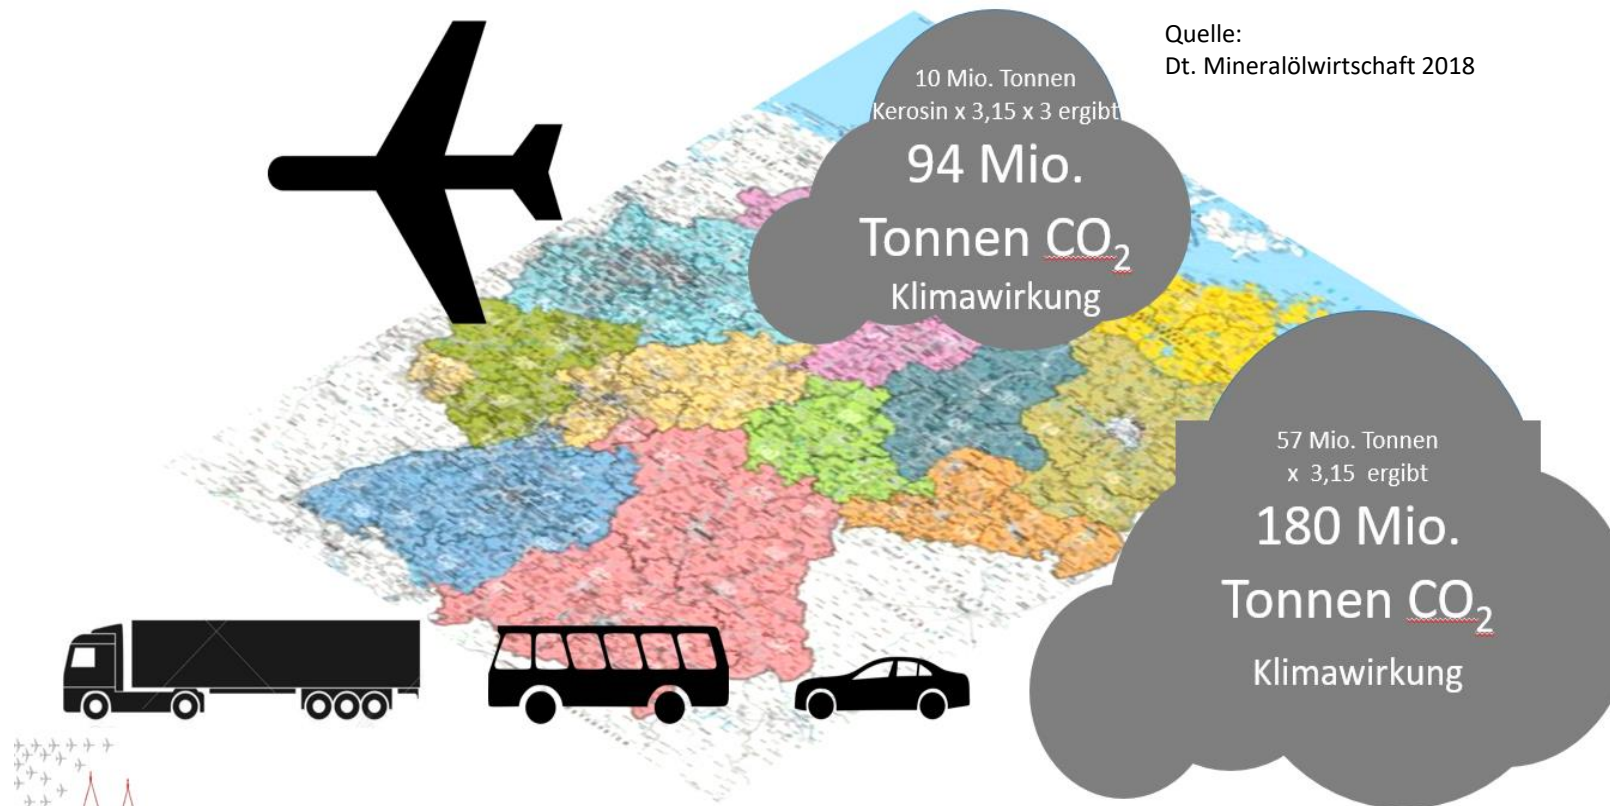 Quelle:
Dt. Mineralölwirtschaft 2018
10 Mio. Tonnen
Kerosin x 3,15 x 3 ergibt
94 Mio.
Tonnen CO₂
Klimawirkung
57 Mio. Tonnen
x 3,15 ergibt
180 Mio.
Tonnen CO₂
Klimawirkung